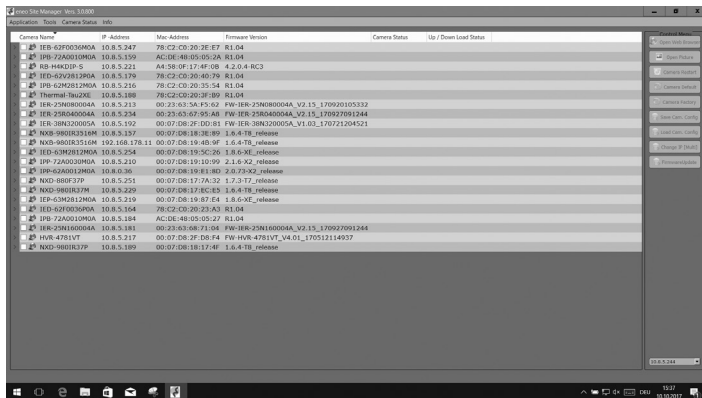 eneo Site Manager Vers. 3.0.000
Application Tools Camera Status Info
Camera Name IP -Address Mac-Address Firmware Version Camera Status Up / Down Load Status
IEB-62F0036M0A 10.8.5.247 78:C2:C0:20:2E:E7 R1.04
IPB-72A0010M0A 10.8.5.159 AC:DE:48:05:05:2A R1.04
RB-H4KDIP-S 10.8.5.221 A4:58:0F:17:4F:0B 4.2.0.4-RC3
IED-62V2812P0A 10.8.5.179 78:C2:C0:20:40:79 R1.04
IPB-62M2812M0A 10.8.5.216 78:C2:C0:20:35:54 R1.04
Thermal-Tau2XE 10.8.5.188 78:C2:C0:20:3F:B9 R1.04
IER-25N080004A 10.8.5.213 00:23:63:5A:F5:62 FW-IER-25N080004A_V2.15_170920105332
IER-25R040004A 10.8.5.234 00:23:63:67:95:A8 FW-IER-25R040004A_V2.15_170927091244
IER-38N320005A 10.8.5.192 00:07:D8:2F:DD:81 FW-IER-38N320005A_V1.03_170721204521
NXB-980IR3516M 10.8.5.157 00:07:D8:18:3E:89 1.6.4-T8_release
NXB-980IR3516M 192.168.178.11 00:07:D8:19:4B:9F 1.6.4-T8_release
IED-63M2812M0A 10.8.5.254 00:07:D8:19:5C:26 1.8.6-XE_release
IPP-72A0030M0A 10.8.5.210 00:07:D8:19:10:99 2.1.6-X2_release
IPP-62A0012M0A 10.8.0.36 00:07:D8:19:E1:8D 2.0.73-X2_release
NXD-880F37P 10.8.5.251 00:07:D8:17:7A:32 1.7.3-T7_release
NXD-980IR37M 10.8.5.229 00:07:D8:17:EC:E5 1.6.4-T8_release
IEP-63M2812M0A 10.8.5.219 00:07:D8:19:87:E4 1.8.6-XE_release
IED-62F0036P0A 10.8.5.164 78:C2:C0:20:23:A3 R1.04
IPB-72A0010M0A 10.8.5.184 AC:DE:48:05:05:27 R1.04
IER-25N160004A 10.8.5.181 00:23:63:68:71:04 FW-IER-25N160004A_V2.15_170927091244
HVR-4781VT 10.8.5.217 00:07:D8:2F:D8:F4 FW-HVR-4781VT_V4.01_170512114937
NXD-980IR37P 10.8.5.189 00:07:D8:18:17:4F 1.6.4-T8_release
Control Menu
Open Web Browser
Open Picture
Camera Restart
Camera Default
Camera Factory
Save Cam. Config
Load Cam. Config
Change IP (Multi)
FirmwareUpdate
10.8.5.244
DEU
15:37
10.10.2017